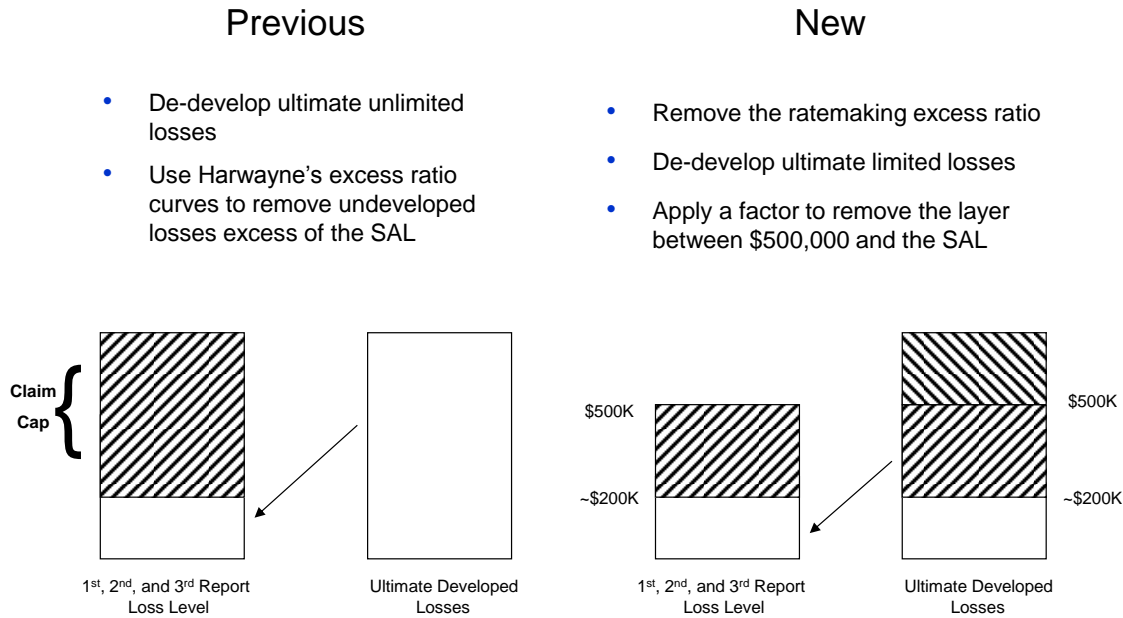 Previous
• De-develop ultimate unlimited
losses
• Use Harwayne's excess ratio
curves to remove undeveloped
losses excess of the SAL
Claim
Cap
1st, 2nd, and 3rd Report
Loss Level
Ultimate Developed
Losses
New
• Remove the ratemaking excess ratio
• De-develop ultimate limited losses
• Apply a factor to remove the layer
between $500,000 and the SAL
$500K
~$200K
$500K
~$200K
1st, 2nd, and 3rd Report
Loss Level
Ultimate Developed
Losses